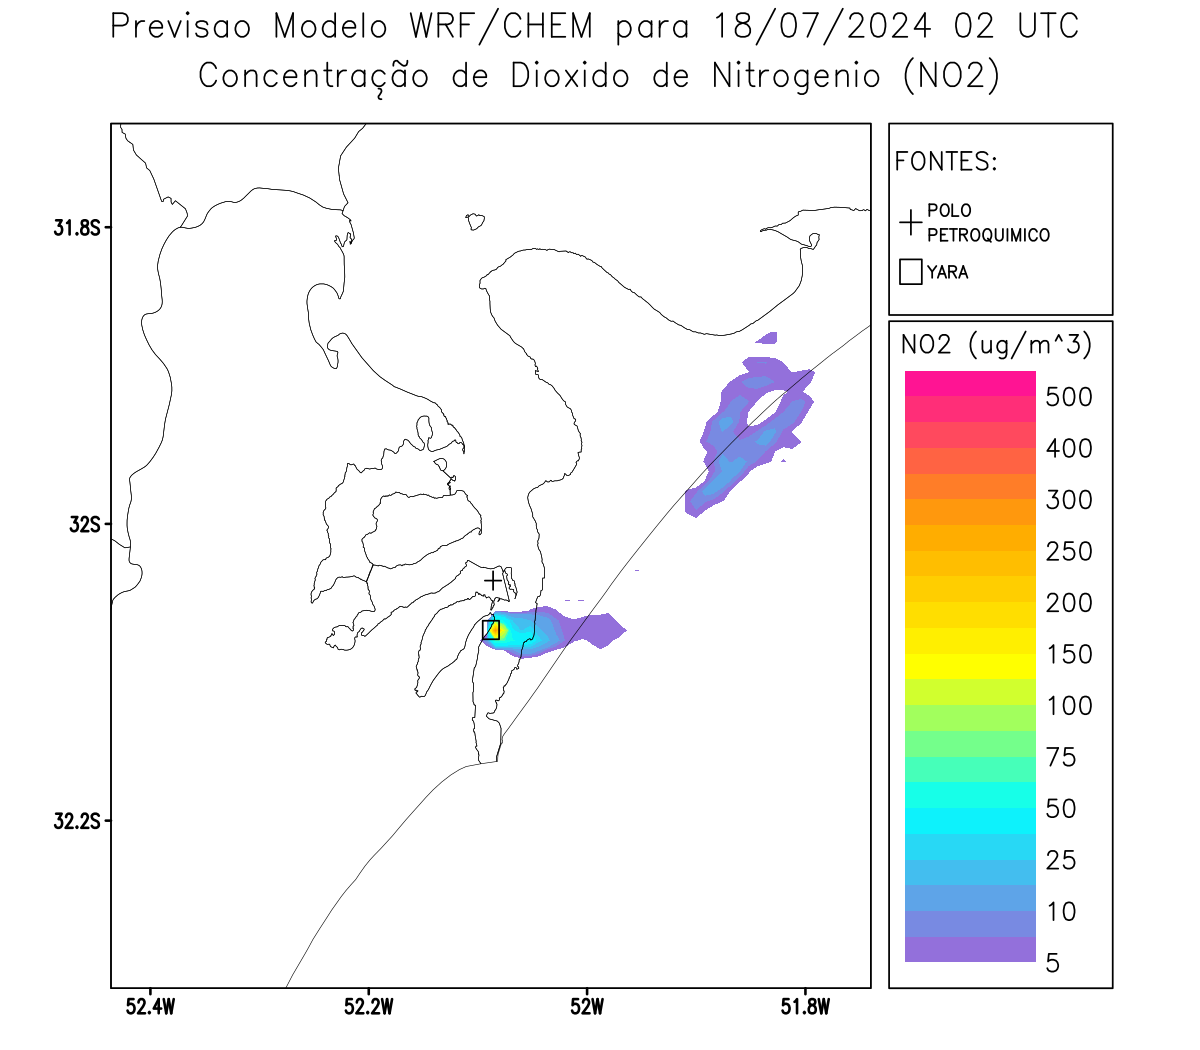 Previsao Modelo WRF/CHEM para 18/07/2024 02 UTC
Concentração de Dioxido de Nitrogenio (NO2)
FONTES:
POLO
PETROQUIMICO
YARA
NO2 (ug/m^3)
500
400
300
250
200
150
100
75
50
25
10
5
31.8S
32S
32.2S
52.4W
52.2W
52W
51.8W